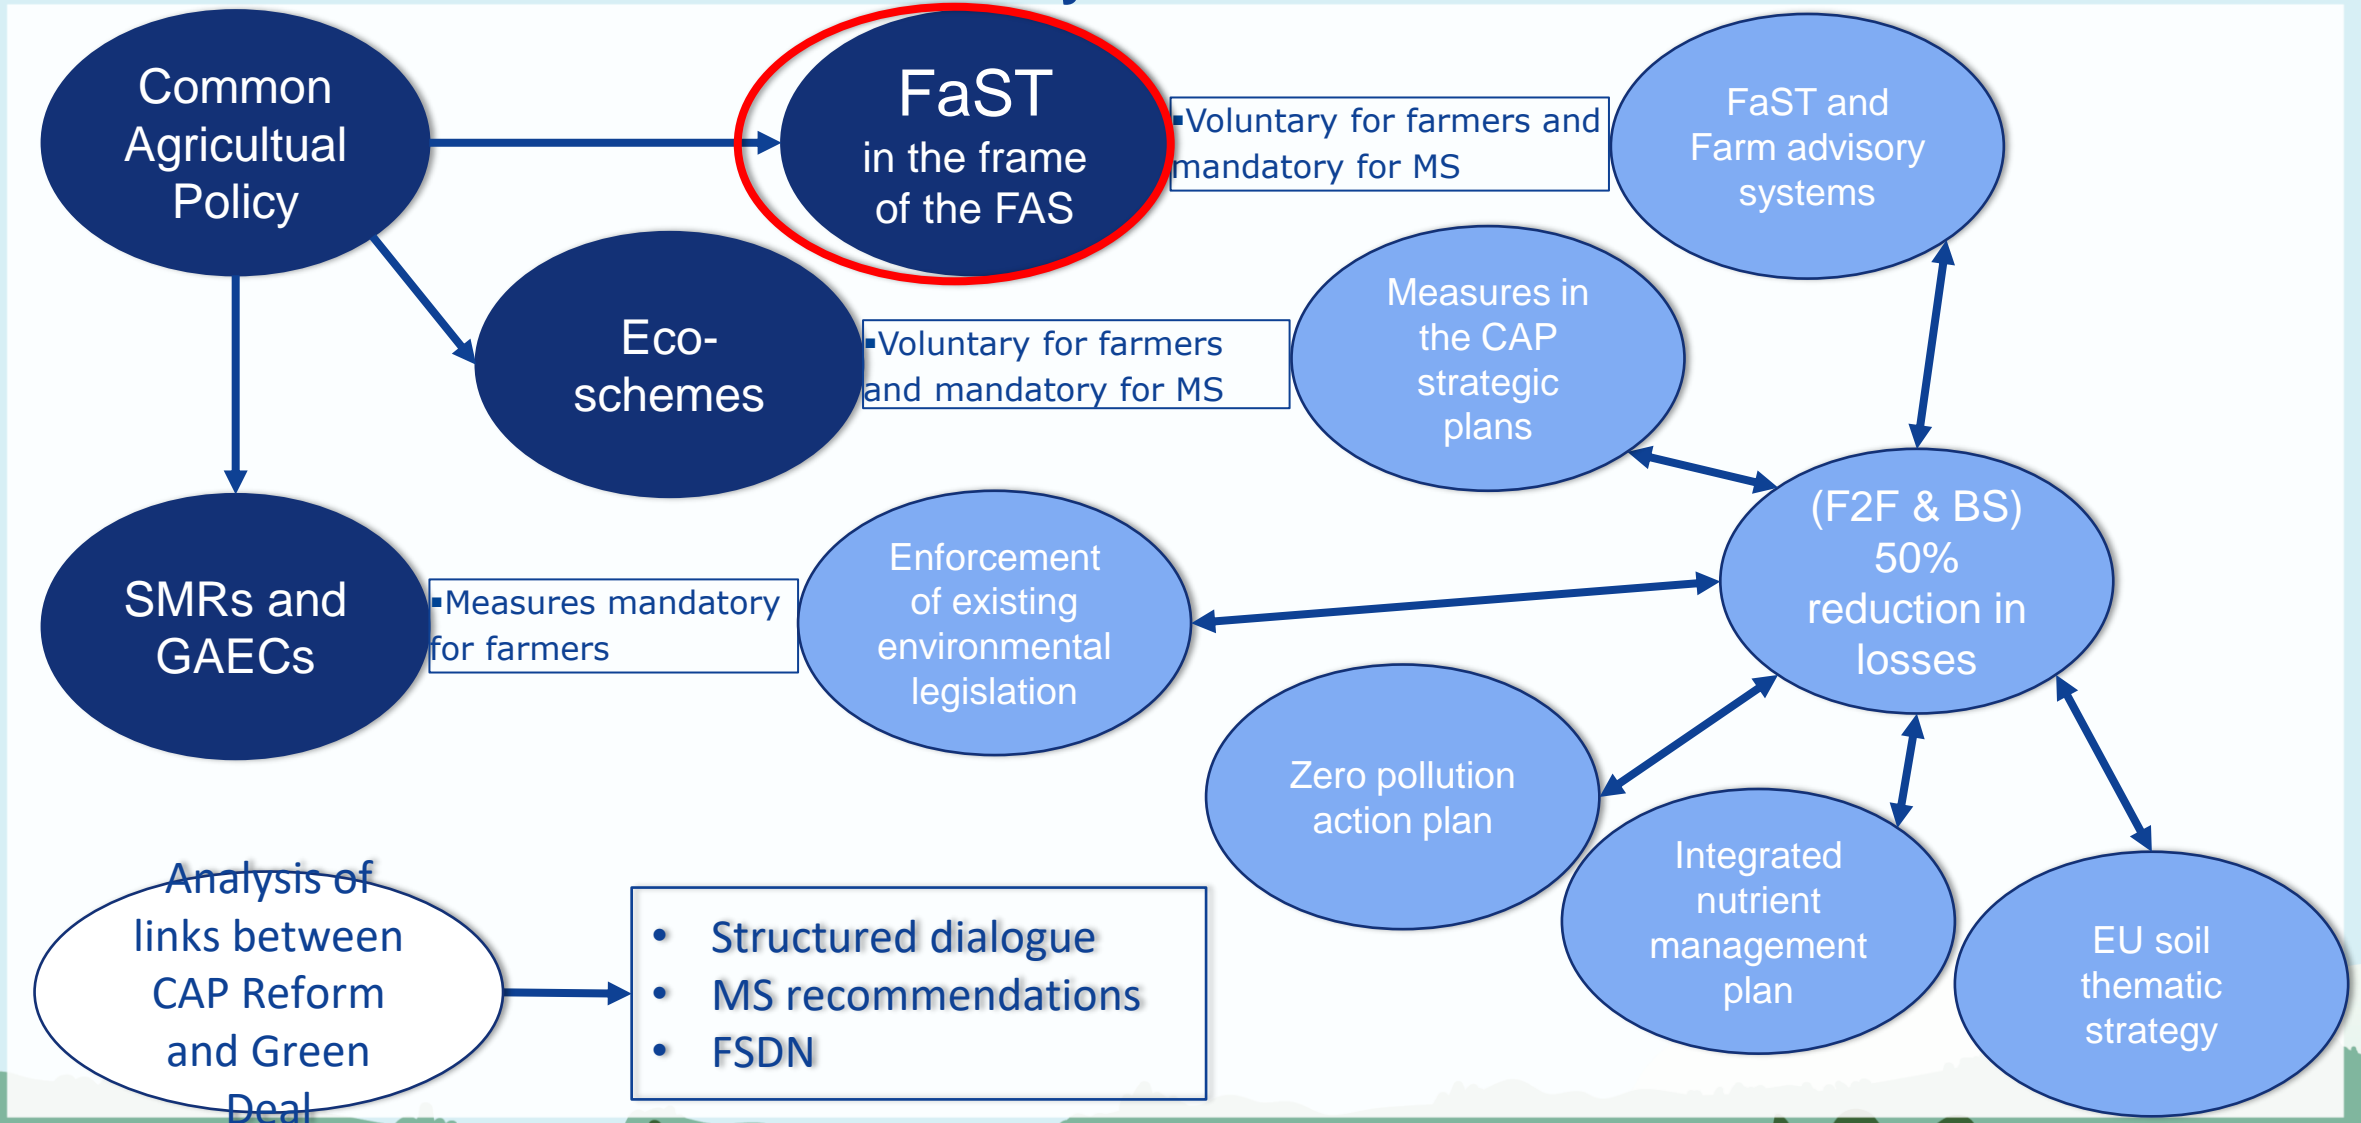 Common
Agricultual
Policy
FaST
in the frame
of the FAS
▪Voluntary for farmers and
mandatory for MS
FaST and
Farm advisory
systems
Eco-
schemes
▪Voluntary for farmers
and mandatory for MS
Measures in
the CAP
strategic
plans
SMRs and
GAECs
▪Measures mandatory
for farmers
Enforcement
of existing
environmental
legislation
(F2F & BS)
50%
reduction in
losses
Zero pollution
action plan
Integrated
nutrient
management
plan
EU soil
thematic
strategy
Analysis of
links between
CAP Reform
and Green
Deal
• Structured dialogue
• MS recommendations
• FSDN